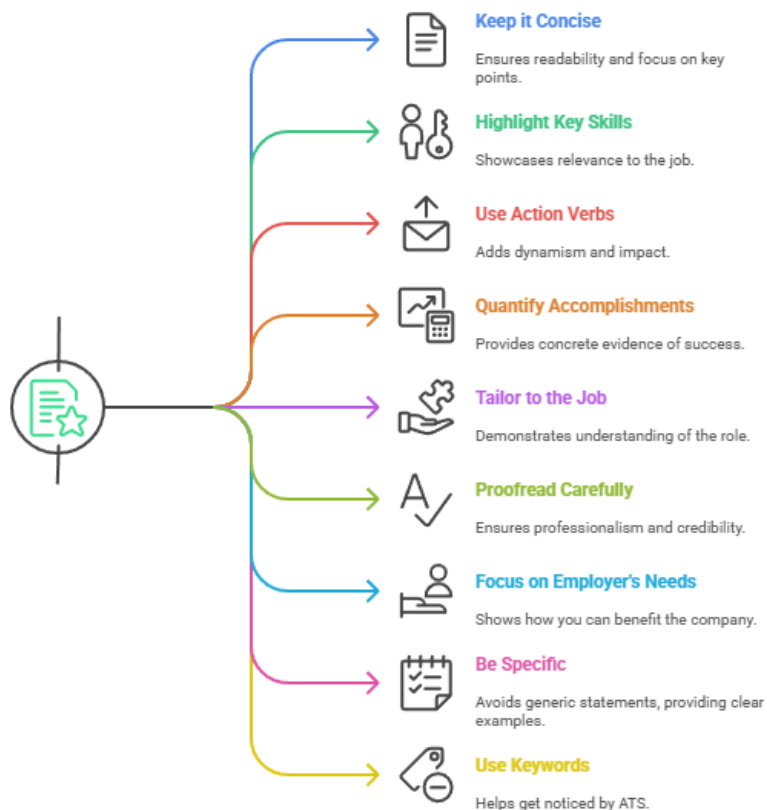 Keep it Concise
Ensures readability and focus on key
points.
Highlight Key Skills
Showcases relevance to the job.
Use Action Verbs
Adds dynamism and impact.
Quantify Accomplishments
Provides concrete evidence of success.
Tailor to the Job
Demonstrates understanding of the role.
Proofread Carefully
Ensures professionalism and credibility.
Focus on Employer's Needs
Shows how you can benefit the company.
Be Specific
Avoids generic statements, providing clear
examples.
Use Keywords
Helps get noticed by ATS.